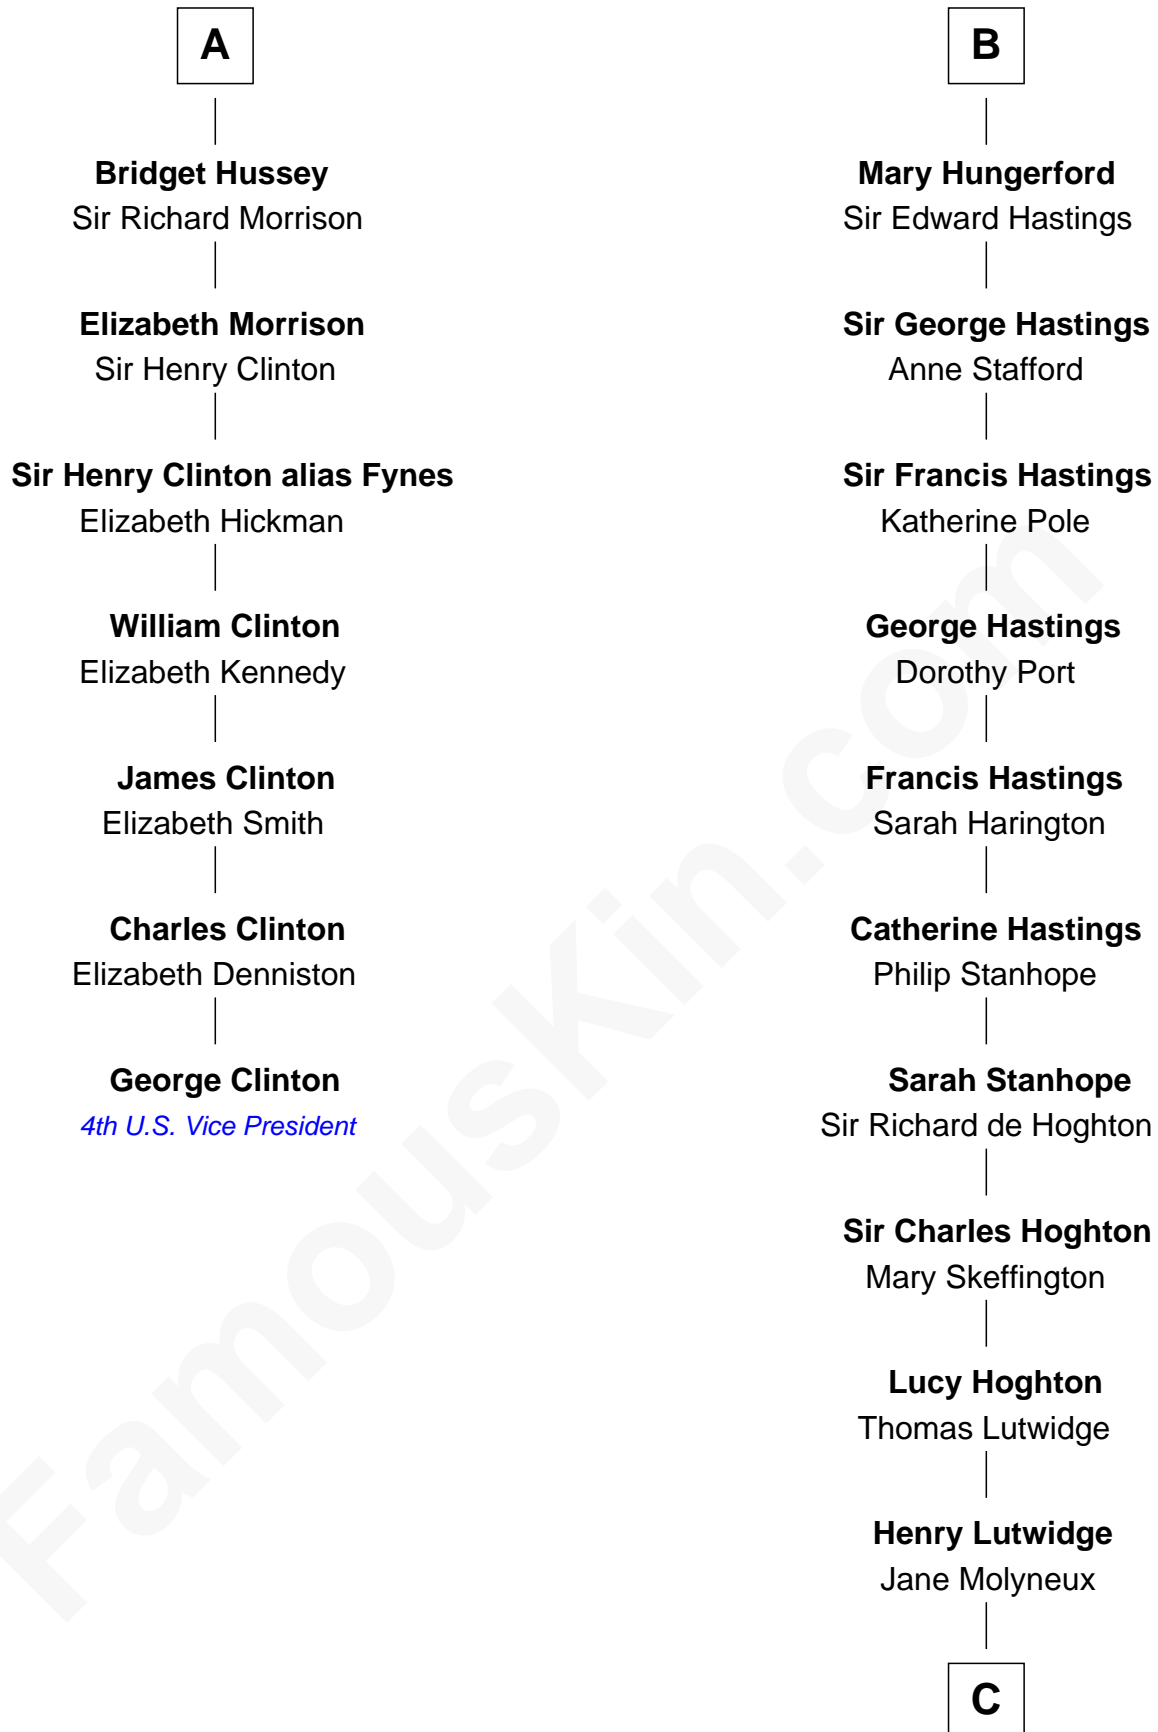 A
Bridget Hussey
Sir Richard Morrison
Elizabeth Morrison
Sir Henry Clinton
Sir Henry Clinton alias Fynes
Elizabeth Hickman
William Clinton
Elizabeth Kennedy
James Clinton
Elizabeth Smith
Charles Clinton
Elizabeth Denniston
George Clinton
4th U.S. Vice President
B
Mary Hungerford
Sir Edward Hastings
Sir George Hastings
Anne Stafford
Sir Francis Hastings
Katherine Pole
George Hastings
Dorothy Port
Francis Hastings
Sarah Harington
Catherine Hastings
Philip Stanhope
Sarah Stanhope
Sir Richard de Hoghton
Sir Charles Hoghton
Mary Skeffington
Lucy Hoghton
Thomas Lutwidge
Henry Lutwidge
Jane Molyneux
C
FamousKin.com